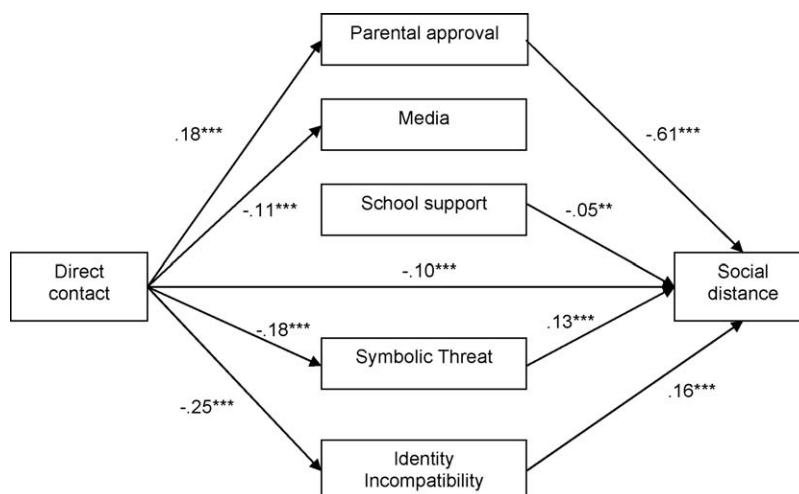 Parental approval
.18***
Media
-.61***
-.11***
School support
-.05**
Direct
contact
-.10***
Social
distance
-.18***
.13***
Symbolic Threat
-.25***
.16***
Identity
Incompatibility